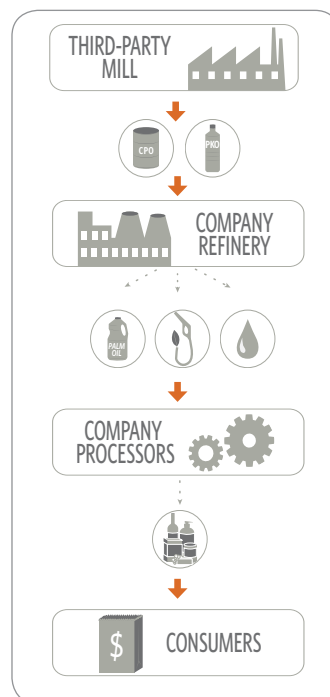 THIRD-PARTY
MILL
CPO
PKO
COMPANY
REFINERY
PALM
OIL
COMPANY
PROCESSORS
$ CONSUMERS